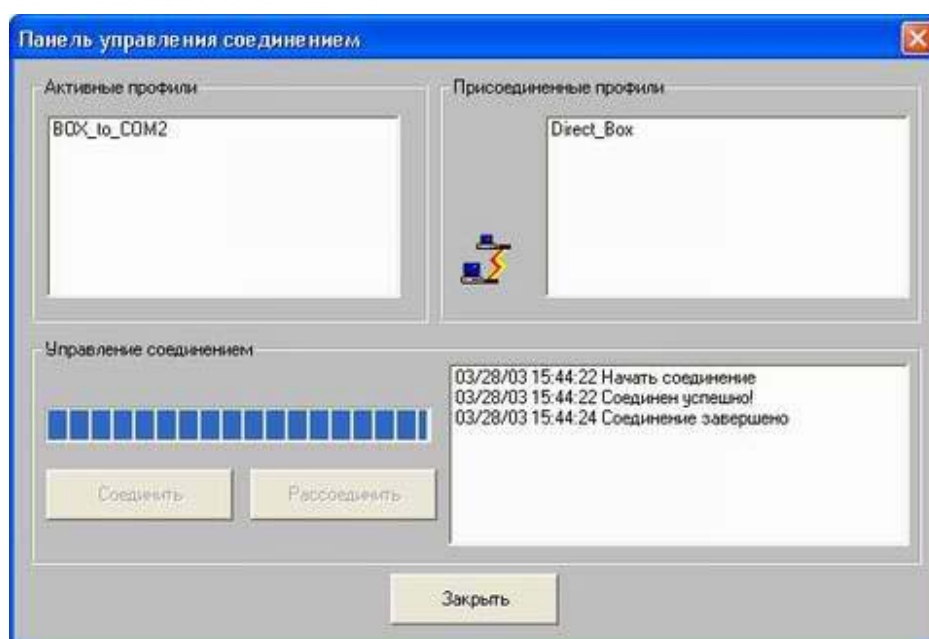 Панель управления соединением
Активные профили
Присоединенные профили
BOX_to_COM2
Direct_Box
Управление соединением
03/28/03 15:44:22 Начать соединение
03/28/03 15:44:22 Соединен успешно!
03/28/03 15:44:24 Соединение завершено
Соединить
Рассоединить
Закрыть